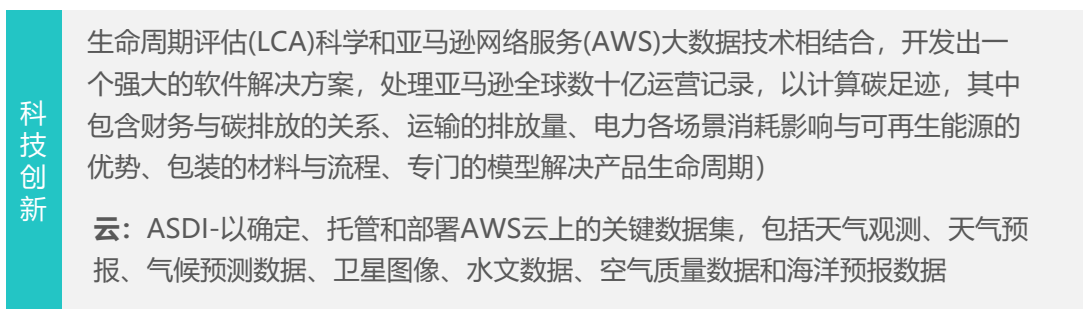 科技创新
生命周期评估(LCA)科学和亚马逊网络服务(AWS)大数据技术相结合，开发出一
个强大的软件解决方案，处理亚马逊全球数十亿运营记录，以计算碳足迹，其中
包含财务与碳排放的关系、运输的排放量、电力各场景消耗影响与可再生能源的
优势、包装的材料与流程、专门的模型解决产品生命周期）
云：ASDI-以确定、托管和部署AWS云上的关键数据集，包括天气观测、天气预
报、气候预测数据、卫星图像、水文数据、空气质量数据和海洋预报数据